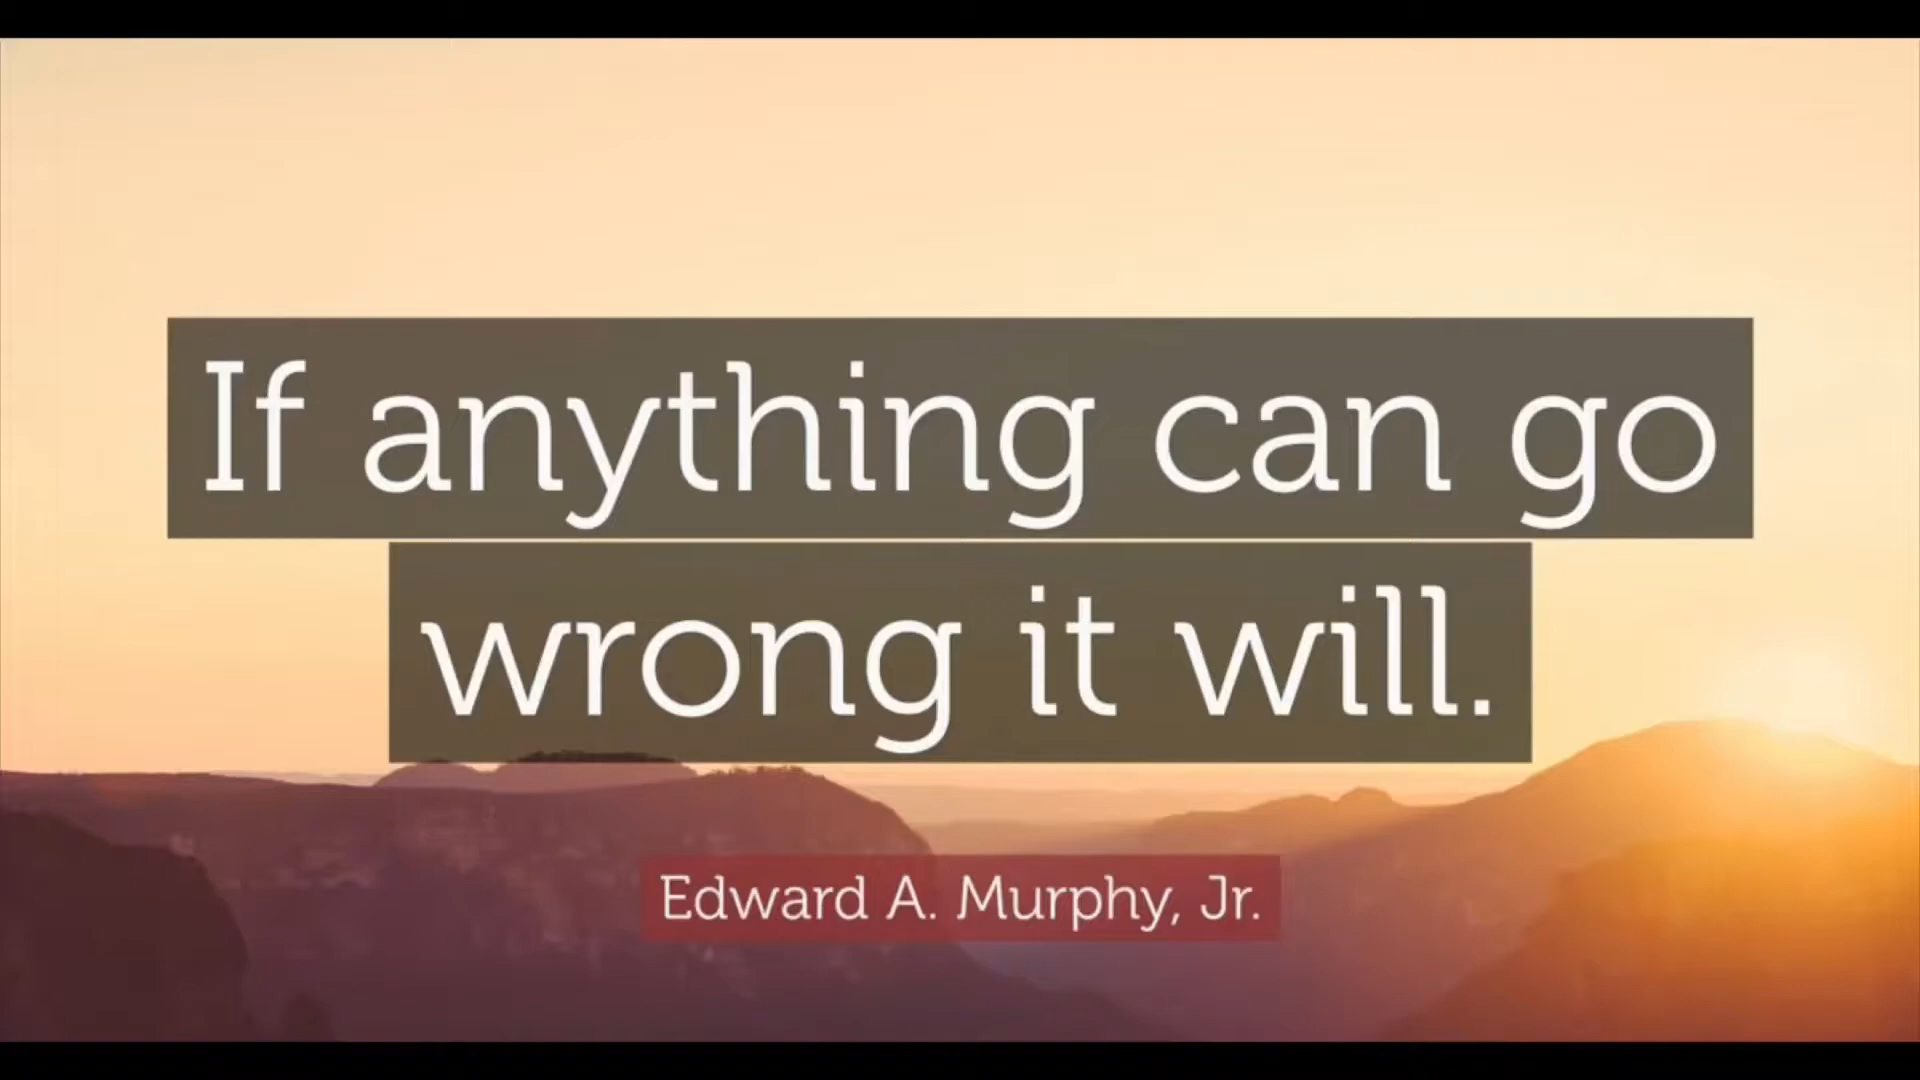 If anything can go
wrong it will.
Edward A. Murphy, Jr.